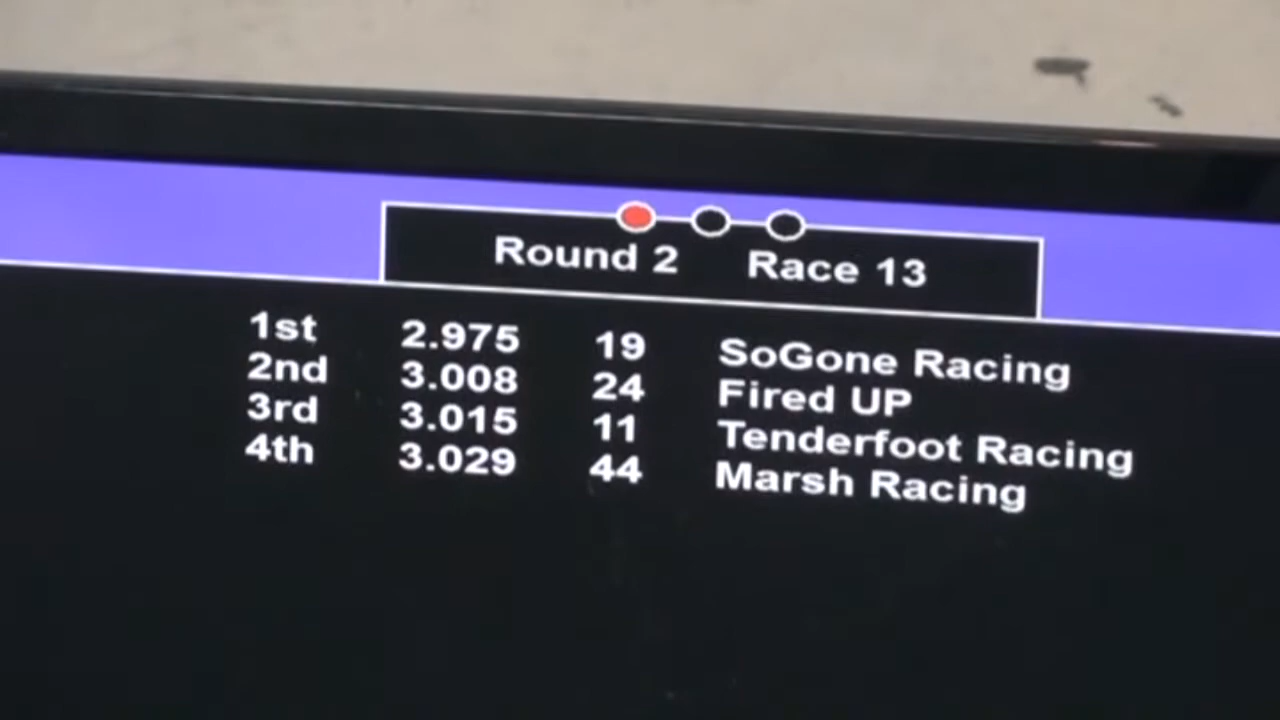 Round 2 Race 13
1st 2.975 19 SoGone Racing
2nd 3.008 24 Fired UP
3rd 3.015 11 Tenderfoot Racing
4th 3.029 44 Marsh Racing